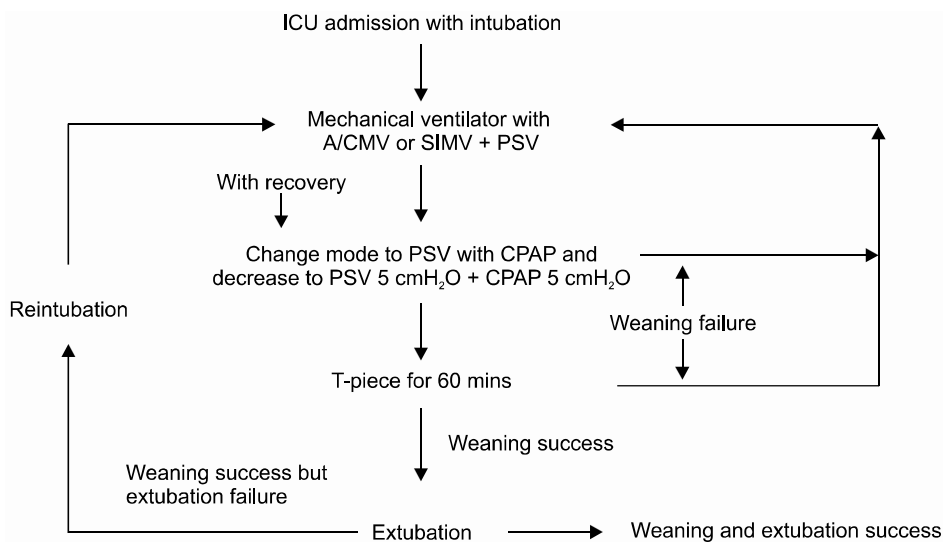 ICU admission with intubation
Mechanical ventilator with
A/CMV or SIMV + PSV
With recovery
Change mode to PSV with CPAP and
decrease to PSV 5 cmH₂O + CPAP 5 cmH₂O
Reintubation
Weaning failure
T-piece for 60 mins
Weaning success
Weaning success but
extubation failure
Extubation
Weaning and extubation success